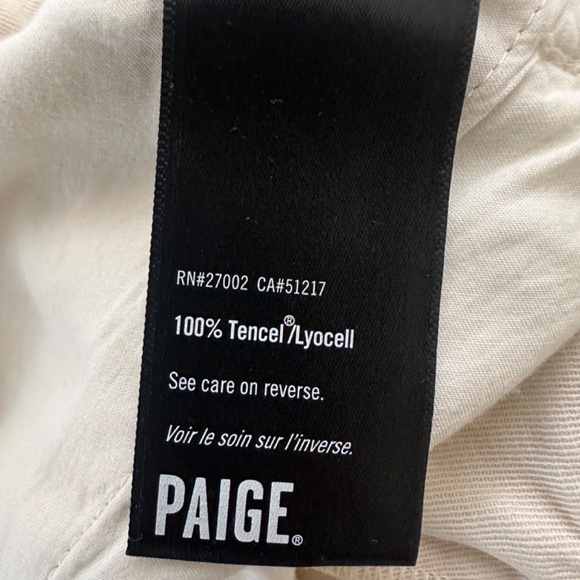 RN#27002 CA#51217
100% Tencel®/Lyocell
See care on reverse.
Voir le soin sur l'inverse.
PAIGE®